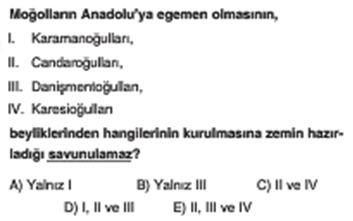 Moğolların Anadolu'ya egemen olmasının,
I. Karamanoğulları,
II. Candaroğulları,
III. Danişmentoğulları,
IV. Karesioğulları
beyliklerinden hangilerinin kurulmasına zemin hazır-
ladığı savunulamaz?
A) Yalnız I B) Yalnız III C) II ve IV
D) I, II ve III E) II, III ve IV